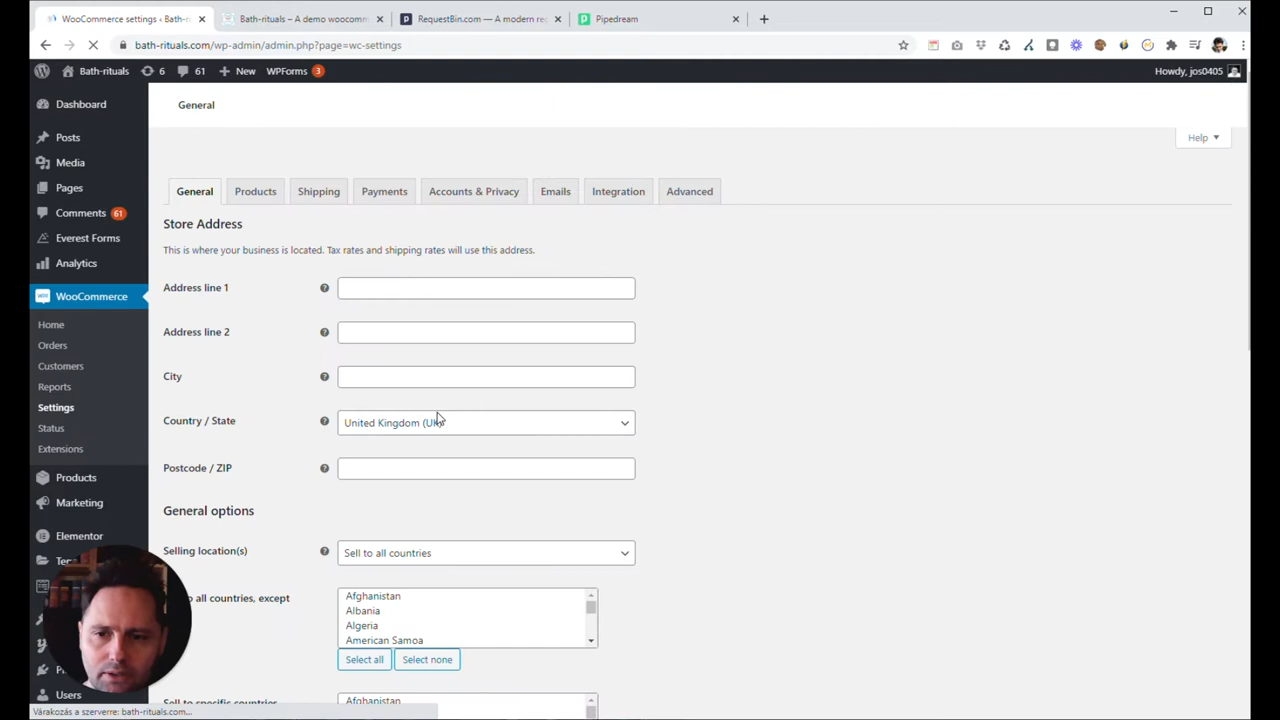 WooCommerce settings ‹ Bath-ri
Bath-rituals – A demo woocomm
RequestBin.com — A modern re
Pipedream
bath-rituals.com/wp-admin/admin.php?page=wc-settings
Bath-rituals
6
61
New
WPForms 3
Howdy, jos0405
Dashboard
Posts
Media
Pages
Comments 61
Everest Forms
Analytics
WooCommerce
Home
Orders
Customers
Reports
Settings
Status
Extensions
Products
Marketing
Elementor
Te
Users
General
Help
General
Products
Shipping
Payments
Accounts & Privacy
Emails
Integration
Advanced
Store Address
This is where your business is located. Tax rates and shipping rates will use this address.
Address line 1
Address line 2
City
Country / State
United Kingdom (UK)
Postcode / ZIP
General options
Selling location(s)
Sell to all countries
o all countries, except
Afghanistan
Albania
Algeria
American Samoa
Select all
Select none
Sell to specific countries
Afghanistan
Várakozás a szerverre: bath-rituals.com...